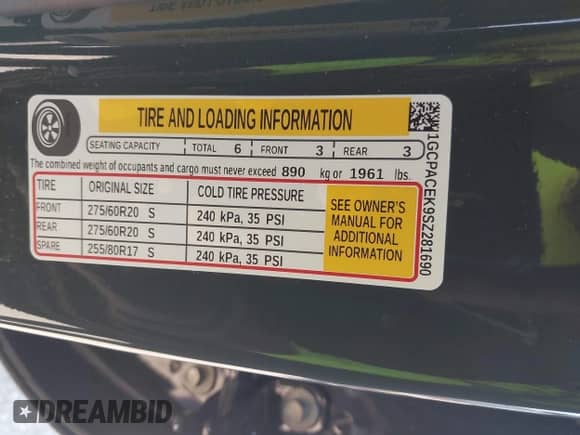 TIRE AND LOADING INFORMATION
SEATING CAPACITY TOTAL 6 FRONT 3 REAR 3
The combined weight of occupants and cargo must never exceed 890 kg or 1961 lbs.
TIRE ORIGINAL SIZE COLD TIRE PRESSURE
FRONT 275/60R20 S 240 kPa, 35 PSI
REAR 275/60R20 S 240 kPa, 35 PSI
SPARE 255/80R17 S 240 kPa, 35 PSI
SEE OWNER'S
MANUAL FOR
ADDITIONAL
INFORMATION
1GCPACEK9SZ281690
DREAMBID